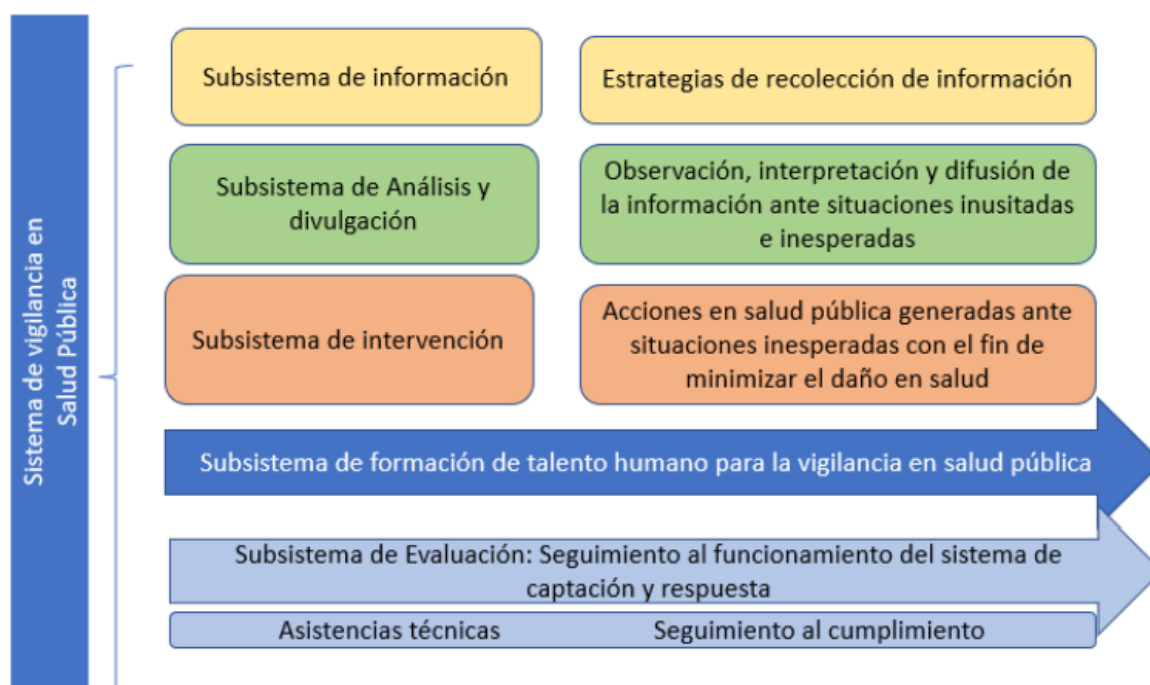 Sistema de vigilancia en
Salud Pública
Subsistema de información
Estrategias de recolección de información
Subsistema de Análisis y
divulgación
Observación, interpretación y difusión de
la información ante situaciones inusitadas
e inesperadas
Subsistema de intervención
Acciones en salud pública generadas ante
situaciones inesperadas con el fin de
minimizar el daño en salud
Subsistema de formación de talento humano para la vigilancia en salud pública
Subsistema de Evaluación: Seguimiento al funcionamiento del sistema de
captación y respuesta
Asistencias técnicas
Seguimiento al cumplimiento